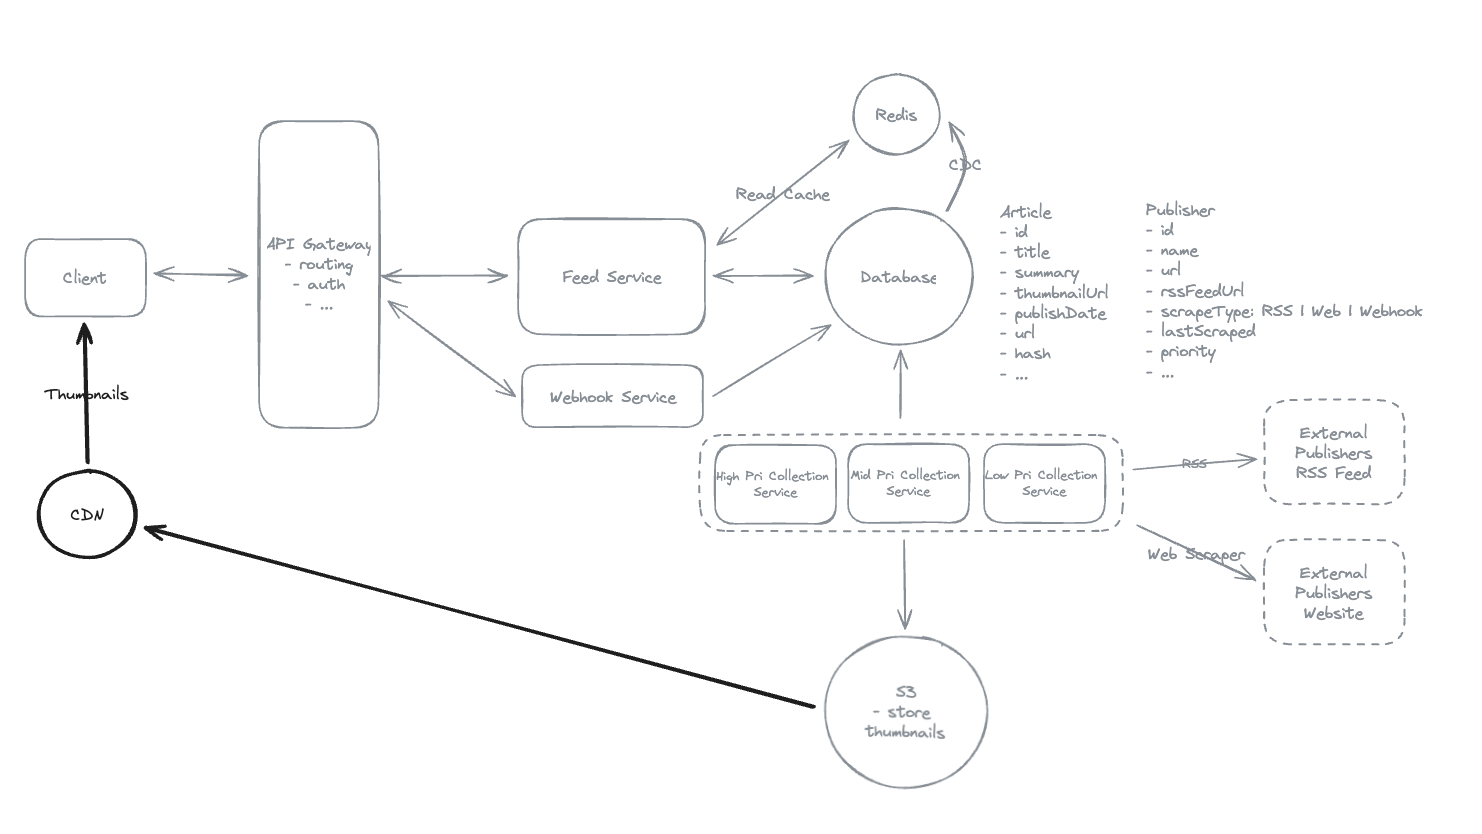 Redis
CDC
Read Cache
Article
- id
- title
- summary
- thumbnailUrl
- publishDate
- url
- hash
- ...
Publisher
- id
- name
- url
- rssFeedUrl
- scrapeType: RSS | Web | Webhook
- lastScraped
- priority
- ...
Client
API Gateway
- routing
- auth
- ...
Feed Service
Database
Webhook Service
Thumbnails
CDN
High Pri Collection
Service
Mid Pri Collection
Service
Low Pri Collection
Service
RSS
External
Publishers
RSS Feed
Web Scraper
External
Publishers
Website
S3
- store
thumbnails